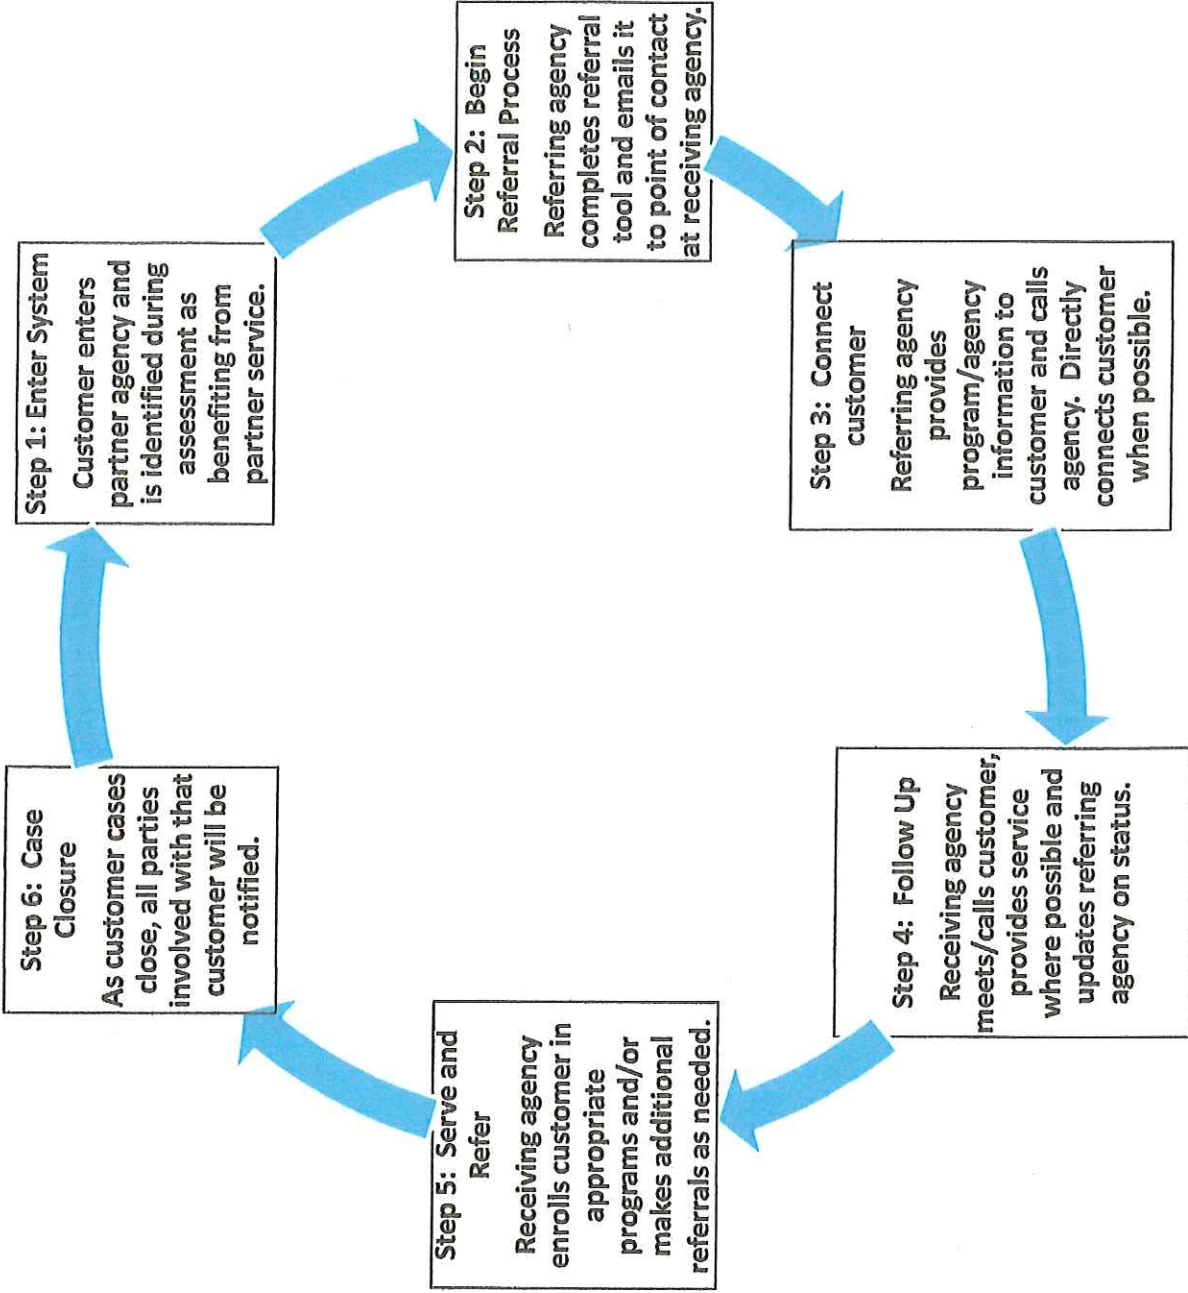 Step 1: Enter System
Customer enters
partner agency and
is identified during
assessment as
benefiting from
partner service.
Step 2: Begin
Referral Process
Referring agency
completes referral
tool and emails it
to point of contact
at receiving agency.
Step 3: Connect
customer
Referring agency
provides
program/agency
information to
customer and calls
agency. Directly
connects customer
when possible.
Step 4: Follow Up
Receiving agency
meets/calls customer,
provides service
where possible and
updates referring
agency on status.
Step 5: Serve and
Refer
Receiving agency
enrolls customer in
appropriate
programs and/or
makes additional
referrals as needed.
Step 6: Case
Closure
As customer cases
close, all parties
involved with that
customer will be
notified.